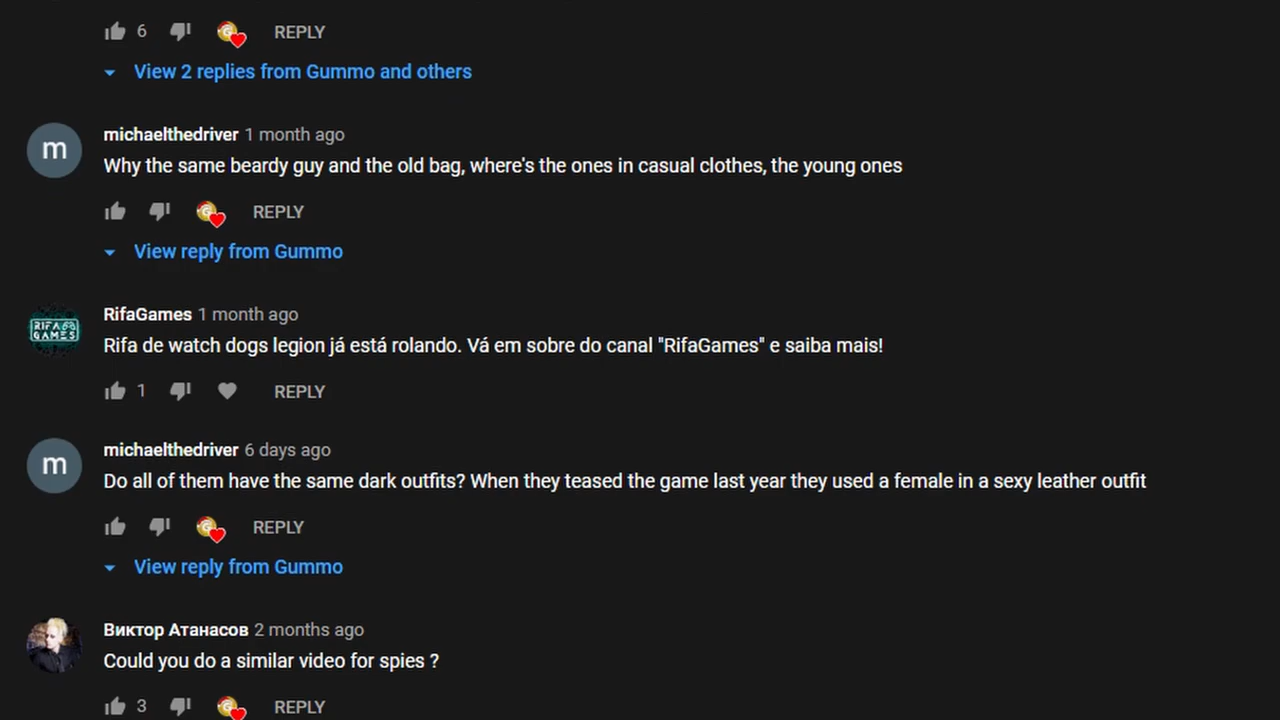 6 REPLY
View 2 replies from Gummo and others
m
michaelthedriver 1 month ago
Why the same beardy guy and the old bag, where's the ones in casual clothes, the young ones
REPLY
View reply from Gummo
RIFA GAMES
RifaGames 1 month ago
Rifa de watch dogs legion já está rolando. Vá em sobre do canal "RifaGames" e saiba mais!
1 REPLY
m
michaelthedriver 6 days ago
Do all of them have the same dark outfits? When they teased the game last year they used a female in a sexy leather outfit
REPLY
View reply from Gummo
Виктор Атанасов 2 months ago
Could you do a similar video for spies ?
3 REPLY